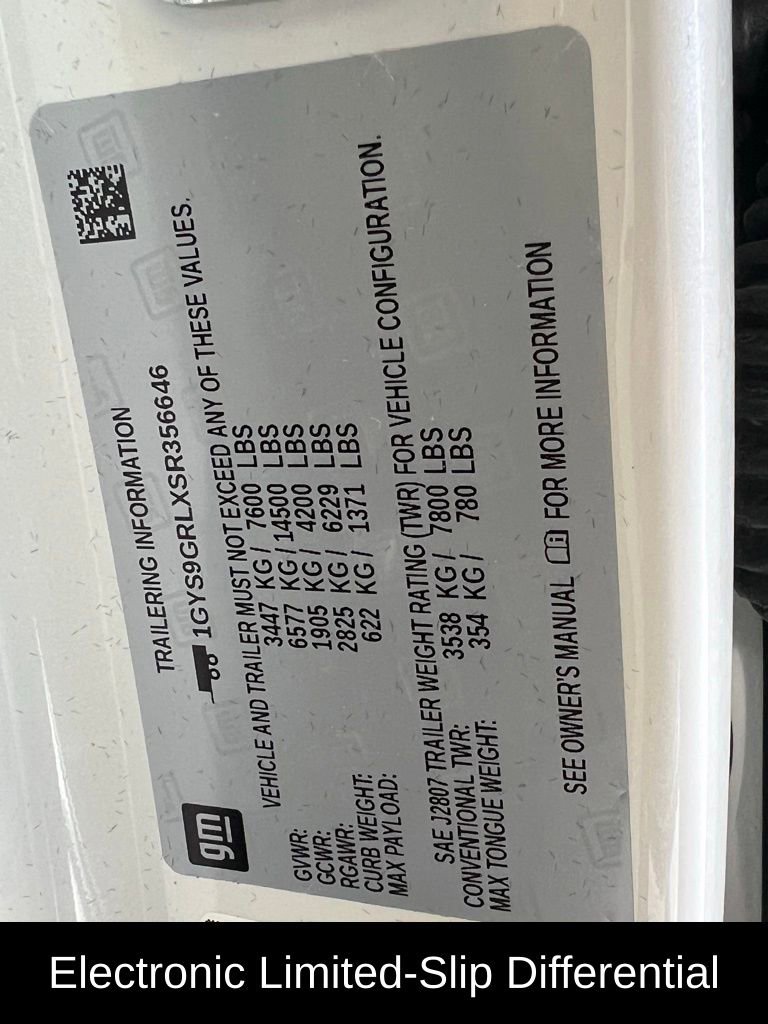 TRAILERING INFORMATION
1GYS9GRLXSR356646
VEHICLE AND TRAILER MUST NOT EXCEED ANY OF THESE VALUES.
GVWR: 3447 KG / 7600 LBS
GCWR: 6577 KG / 14500 LBS
RGAWR: 1905 KG / 4200 LBS
CURB WEIGHT: 2825 KG / 6229 LBS
MAX PAYLOAD: 622 KG / 1371 LBS
SAE J2807 TRAILER WEIGHT RATING (TWR) FOR VEHICLE CONFIGURATION.
CONVENTIONAL TWR: 3538 KG / 7800 LBS
MAX TONGUE WEIGHT: 354 KG / 780 LBS
SEE OWNER'S MANUAL FOR MORE INFORMATION
gm
Electronic Limited-Slip Differential